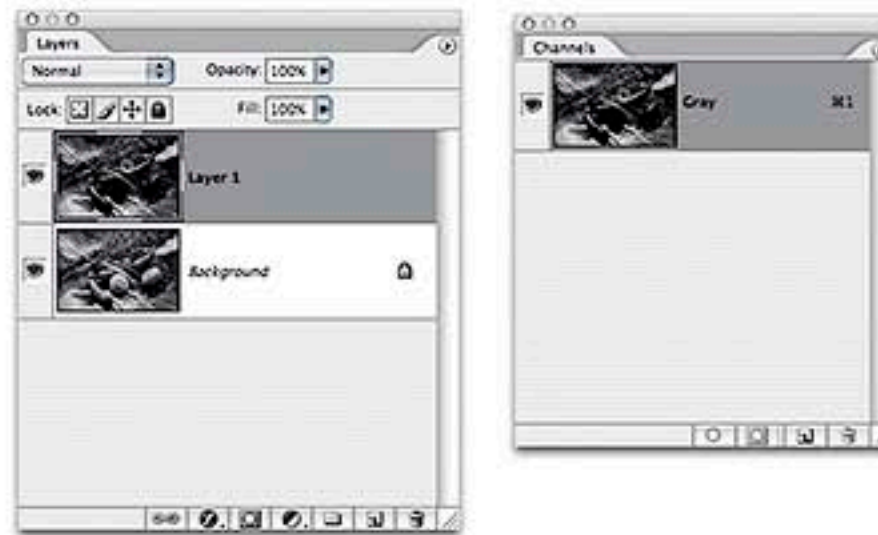 Layers
Normal
Opacity: 100%
Lock:
Fill: 100%
Layer 1
Background
Channels
Gray ⌘1